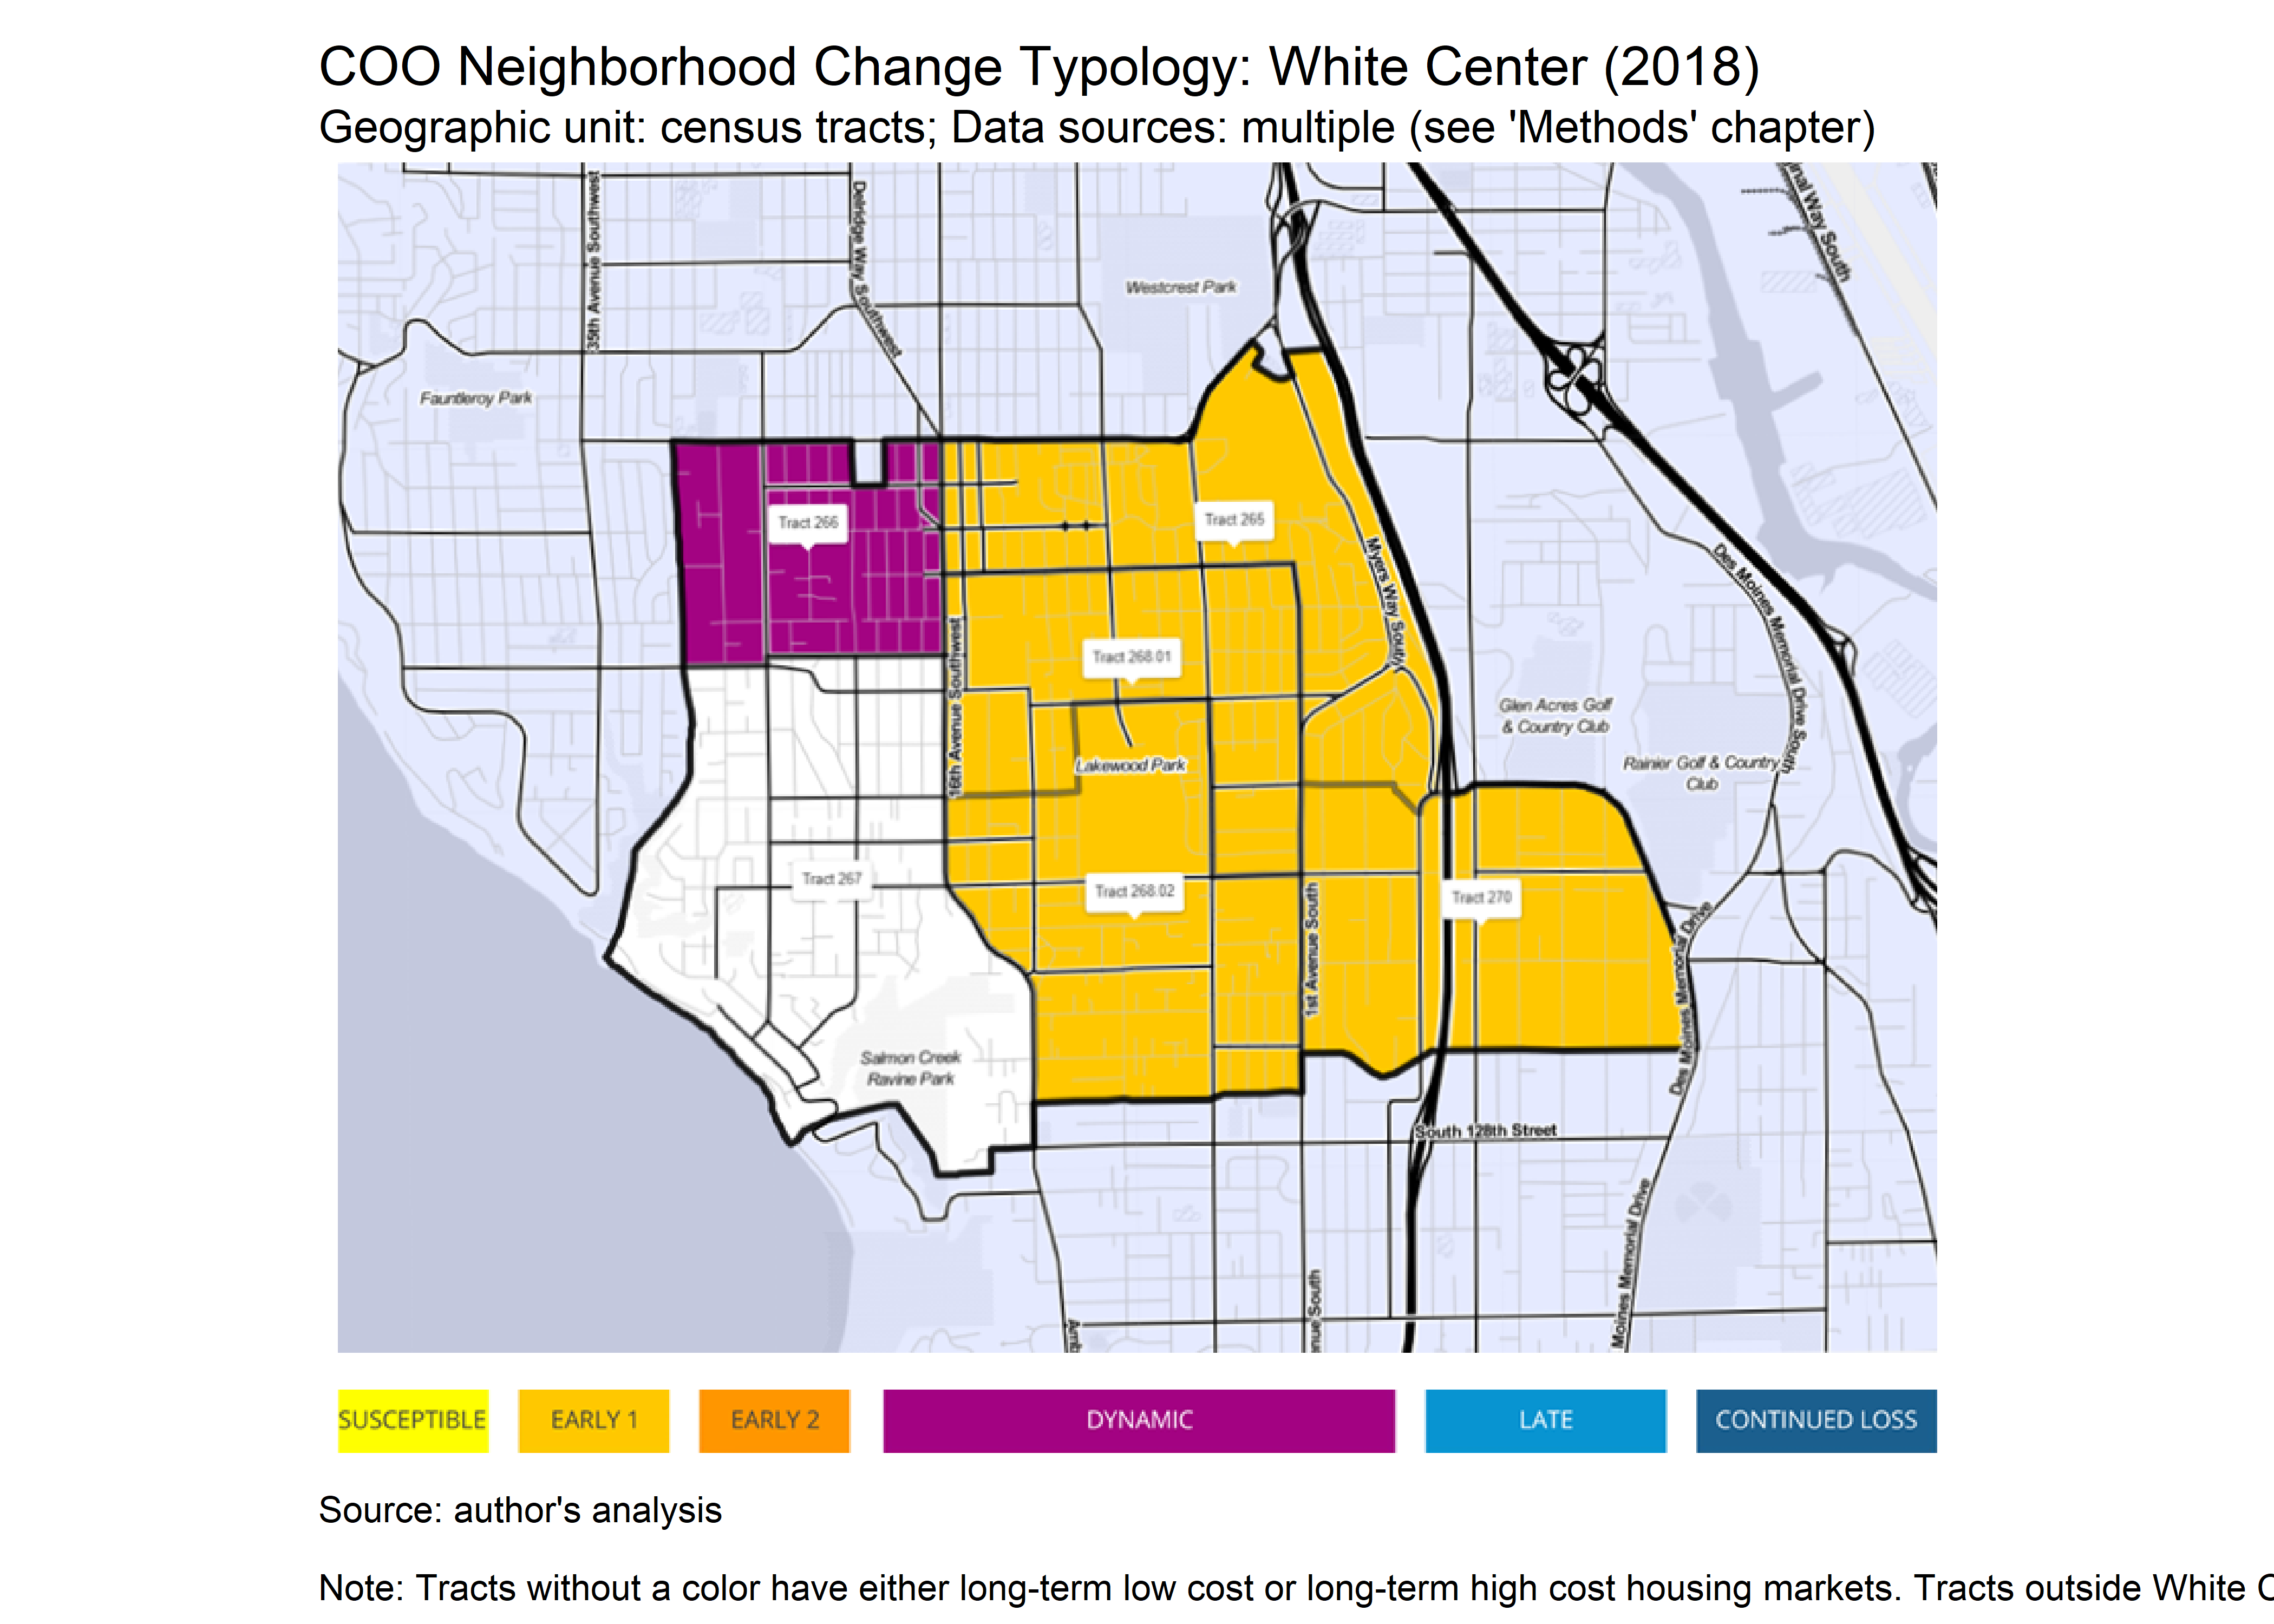 COO Neighborhood Change Typology: White Center (2018)
Geographic unit: census tracts; Data sources: multiple (see 'Methods' chapter)
35th Avenue Southwest
Delridge Way Southwest
Way South
Westcrest Park
Fauntleroy Park
Tract 266
Tract 265
Myers Way South
Des Moines Memorial Drive South
16th Avenue Southwest
Tract 268.01
Glen Acres Golf
& Country Club
Lakewood Park
Rainier Golf & Country
Club
Tract 267
Tract 268.02
Tract 270
1st Avenue South
Des Moines Memorial Drive
Salmon Creek
Ravine Park
South 128th Street
Moines Memorial Drive
South
SUSCEPTIBLE
EARLY 1
EARLY 2
DYNAMIC
LATE
CONTINUED LOSS
Source: author's analysis
Note: Tracts without a color have either long-term low cost or long-term high cost housing markets. Tracts outside White